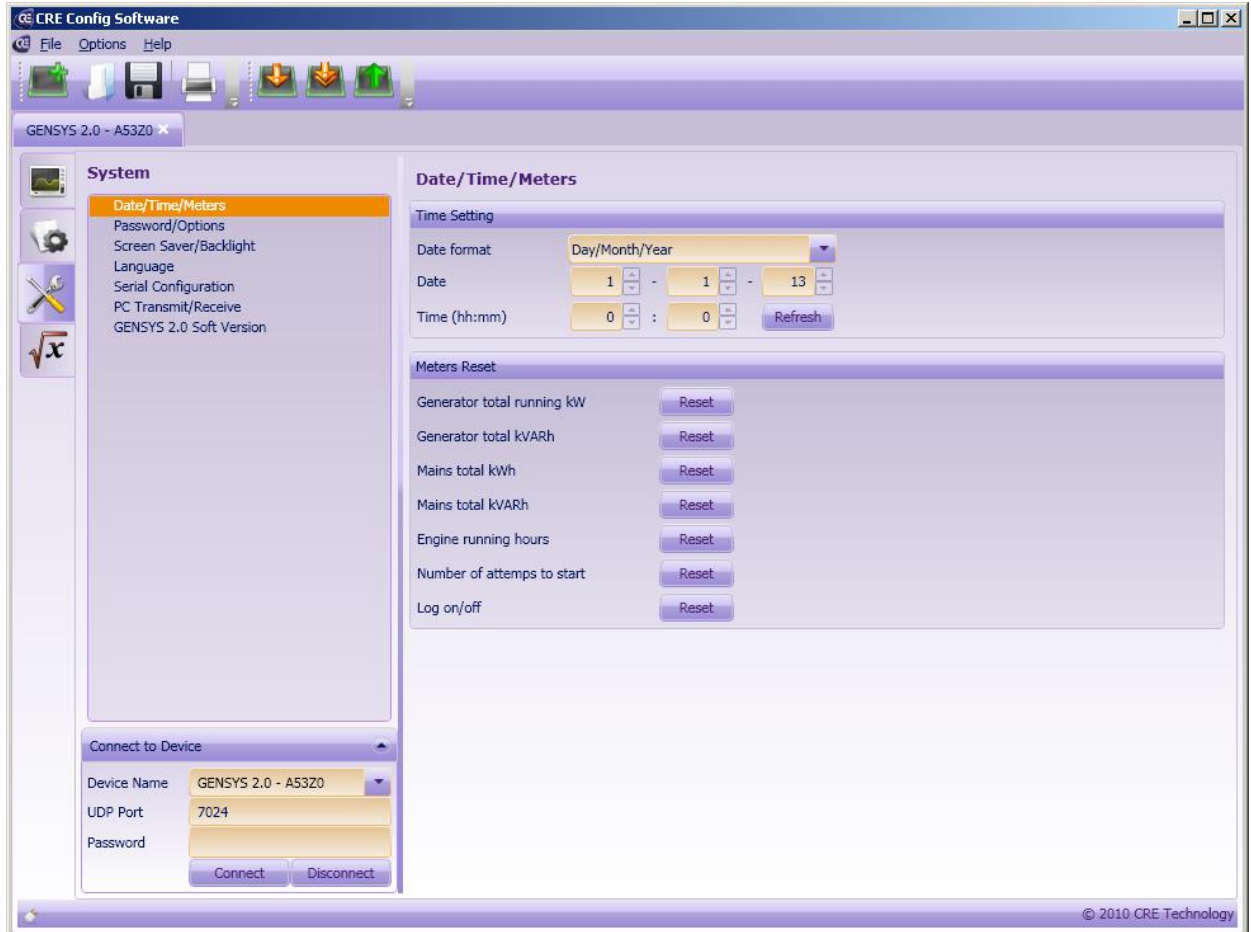 CRE Config Software
File Options Help
GENSYS 2.0 - A53Z0
System
Date/Time/Meters
Password/Options
Screen Saver/Backlight
Language
Serial Configuration
PC Transmit/Receive
GENSYS 2.0 Soft Version
√x
Connect to Device
Device Name GENSYS 2.0 - A53Z0
UDP Port 7024
Password
Connect Disconnect
Date/Time/Meters
Time Setting
Date format Day/Month/Year
Date 1 - 1 - 13
Time (hh:mm) 0 : 0 Refresh
Meters Reset
Generator total running kW Reset
Generator total kVARh Reset
Mains total kWh Reset
Mains total kVARh Reset
Engine running hours Reset
Number of attemps to start Reset
Log on/off Reset
© 2010 CRE Technology